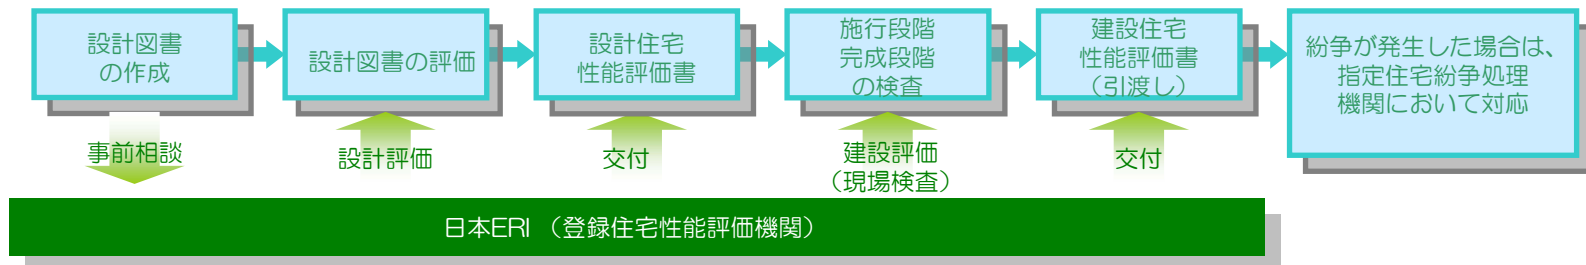 設計図書
の作成
設計図書の評価
設計住宅
性能評価書
施行段階
完成段階
の検査
建設住宅
性能評価書
（引渡し）
紛争が発生した場合は、
指定住宅紛争処理
機関において対応
事前相談
設計評価
交付
建設評価
（現場検査）
交付
日本ERI （登録住宅性能評価機関）